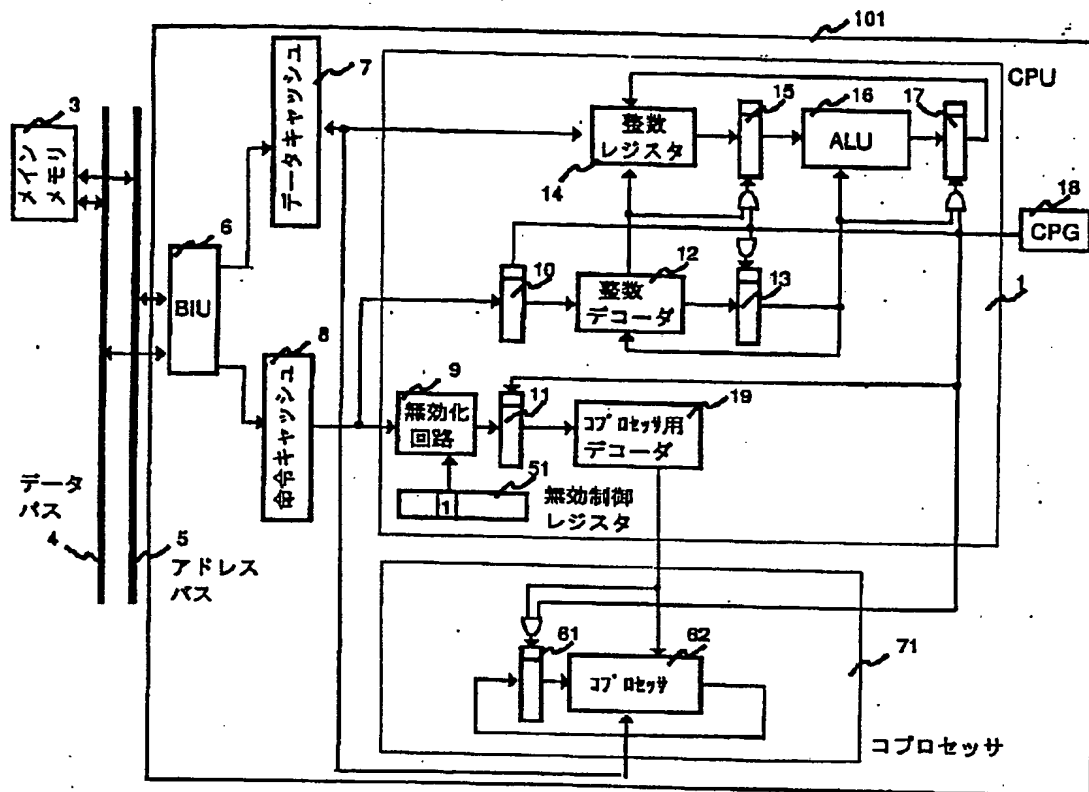 101
CPU
3
メイン
メモリ
データキャッシュ
7
整数
レジスタ
14
15
16
ALU
17
18
CPG
6
BIU
10
12
整数
デコーダ
13
1
8
命令キャッシュ
9
無効化
回路
11
19
コプロセッサ用
デコーダ
51
1
無効制御
レジスタ
データ
バス
4
5
アドレス
バス
61
62
コプロセッサ
71
コプロセッサ